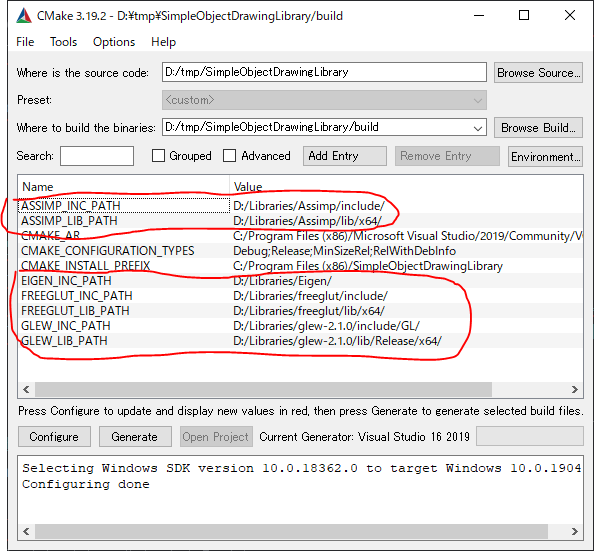 CMake 3.19.2 - D:¥tmp¥SimpleObjectDrawingLibrary/build
File Tools Options Help
Where is the source code: D:/tmp/SimpleObjectDrawingLibrary Browse Source...
Preset: <custom>
Where to build the binaries: D:/tmp/SimpleObjectDrawingLibrary/build Browse Build...
Search: Grouped Advanced Add Entry Remove Entry Environment...
Name Value
ASSIMP_INC_PATH D:/Libraries/Assimp/include/
ASSIMP_LIB_PATH D:/Libraries/Assimp/lib/x64/
CMAKE_AR C:/Program Files (x86)/Microsoft Visual Studio/2019/Community/V
CMAKE_CONFIGURATION_TYPES Debug;Release;MinSizeRel;RelWithDebInfo
CMAKE_INSTALL_PREFIX C:/Program Files (x86)/SimpleObjectDrawingLibrary
EIGEN_INC_PATH D:/Libraries/Eigen/
FREEGLUT_INC_PATH D:/Libraries/freeglut/include/
FREEGLUT_LIB_PATH D:/Libraries/freeglut/lib/x64/
GLEW_INC_PATH D:/Libraries/glew-2.1.0/include/GL/
GLEW_LIB_PATH D:/Libraries/glew-2.1.0/lib/Release/x64/
Press Configure to update and display new values in red, then press Generate to generate selected build files.
Configure Generate Open Project Current Generator: Visual Studio 16 2019
Selecting Windows SDK version 10.0.18362.0 to target Windows 10.0.1904
Configuring done